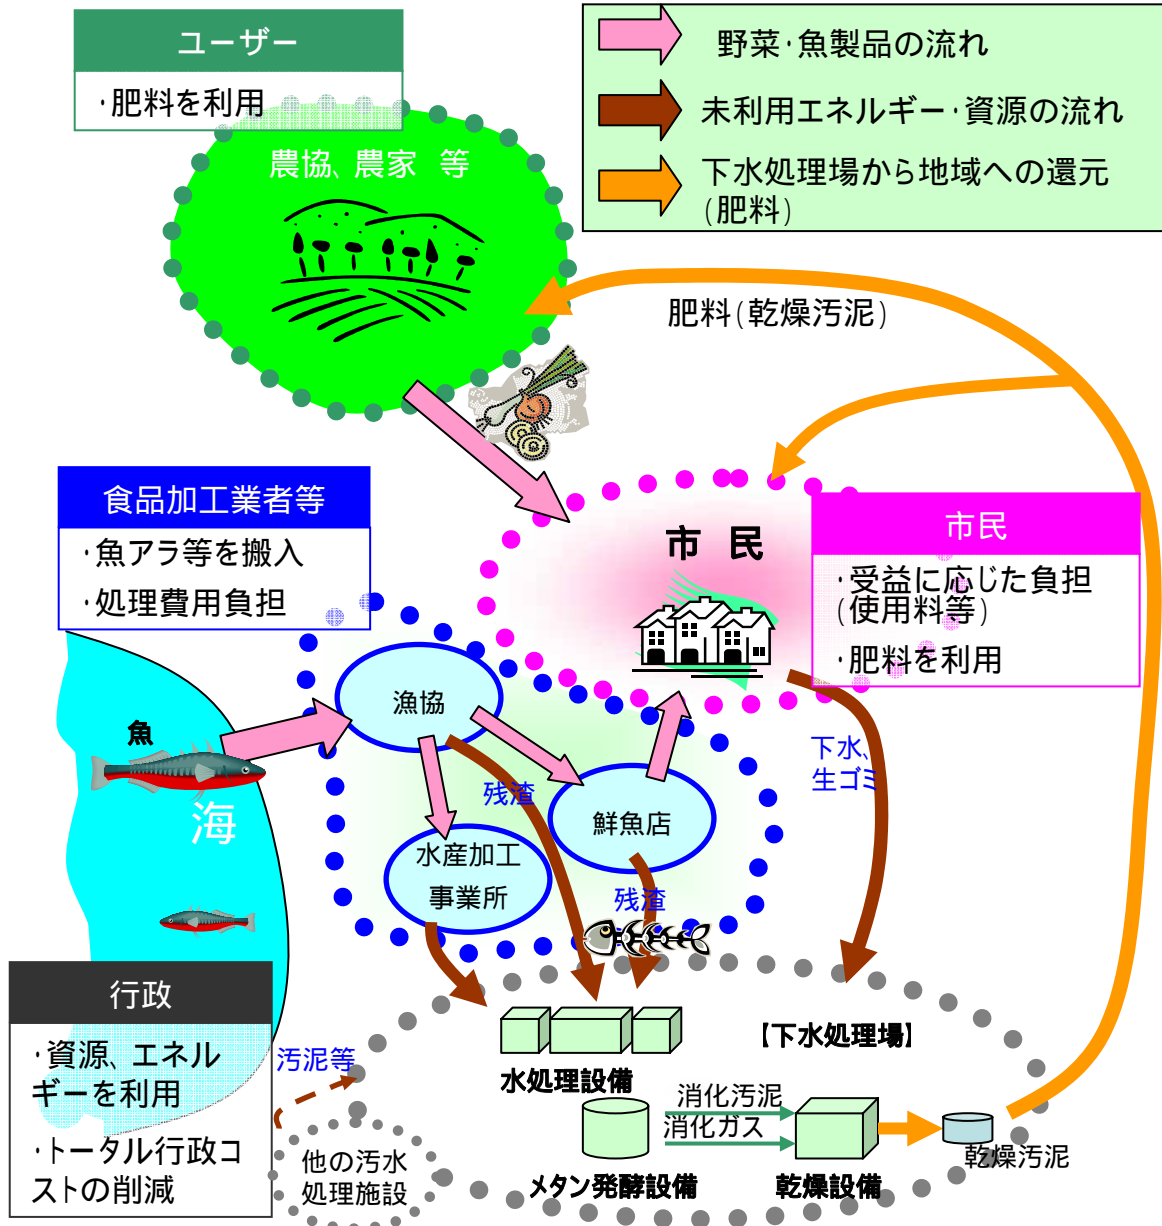 ユーザー
・肥料を利用
農協、農家 等
野菜・魚製品の流れ
未利用エネルギー・資源の流れ
下水処理場から地域への還元
(肥料)
肥料(乾燥汚泥)
食品加工業者等
・魚アラ等を搬入
・処理費用負担
市 民
市民
・受益に応じた負担
(使用料等)
・肥料を利用
魚
海
漁協
残渣
鮮魚店
水産加工
事業所
残渣
下水、
生ゴミ
行政
・資源、エネル
ギーを利用
・トータル行政コ
ストの削減
汚泥等
他の汚水
処理施設
【下水処理場】
水処理設備
消化汚泥
消化ガス
メタン発酵設備
乾燥設備
乾燥汚泥